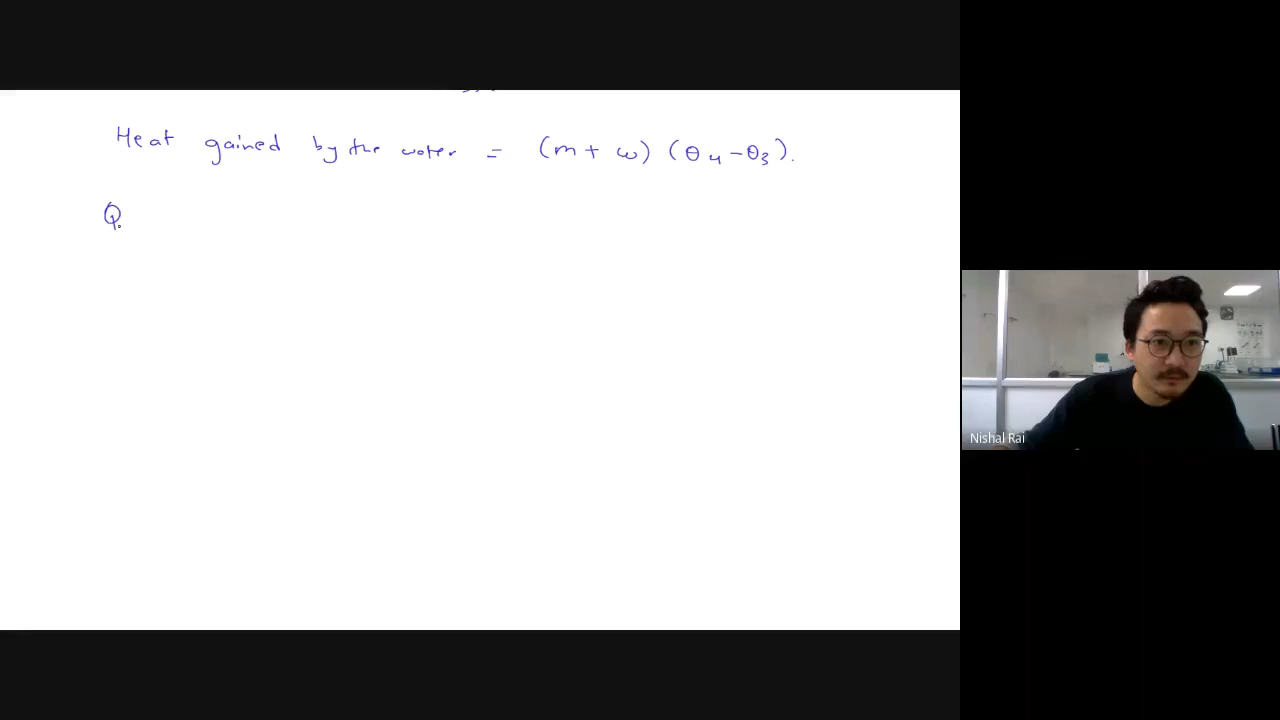 Heat gained by the water = (m + w) (θ4 - θ3).
Q
Nishal Rai